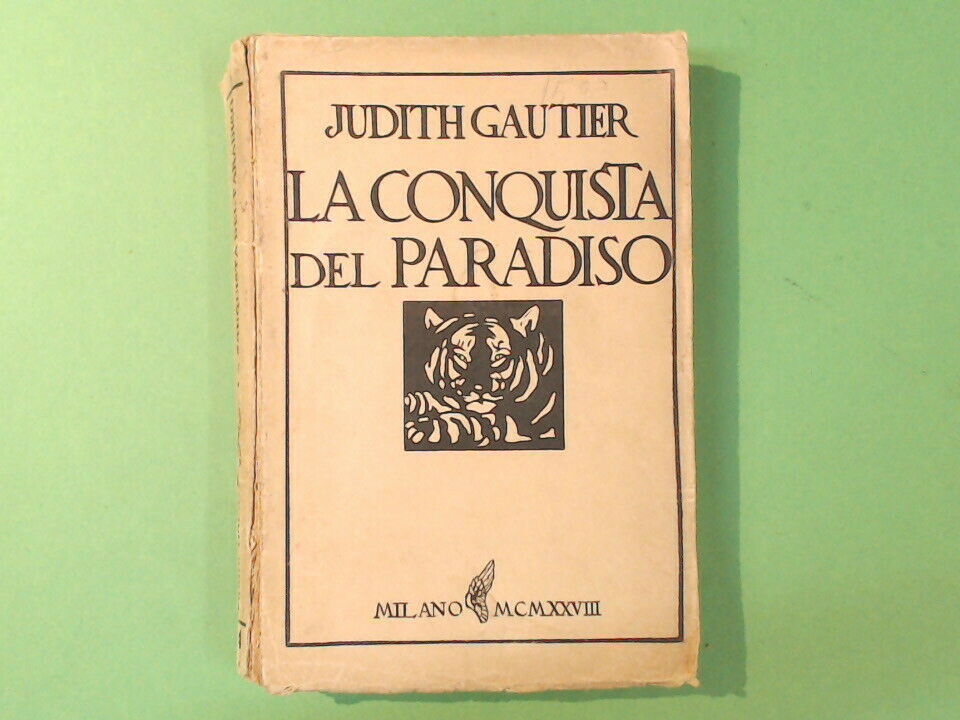 JUDITH GAUTIER
LA CONQUISTA
DEL PARADISO
MILANO MCMXXVIII